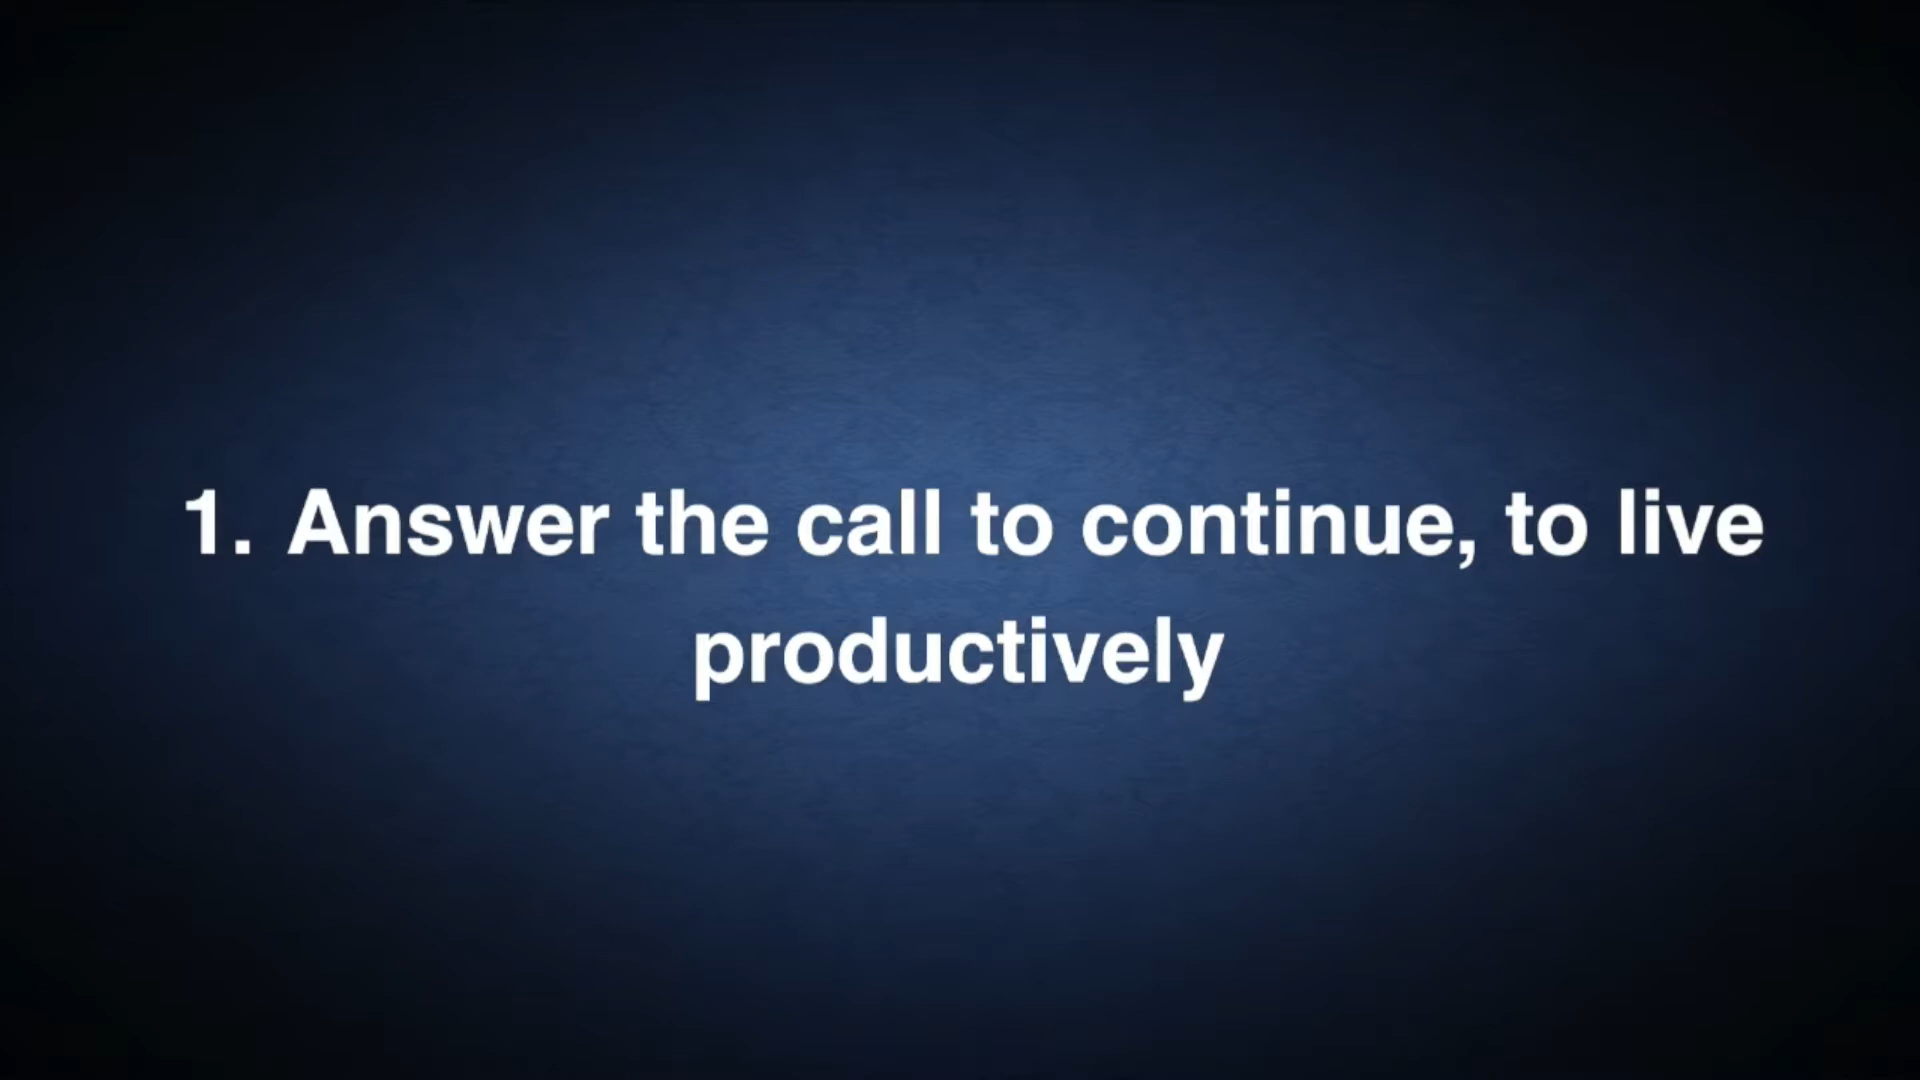 1. Answer the call to continue, to live
productively